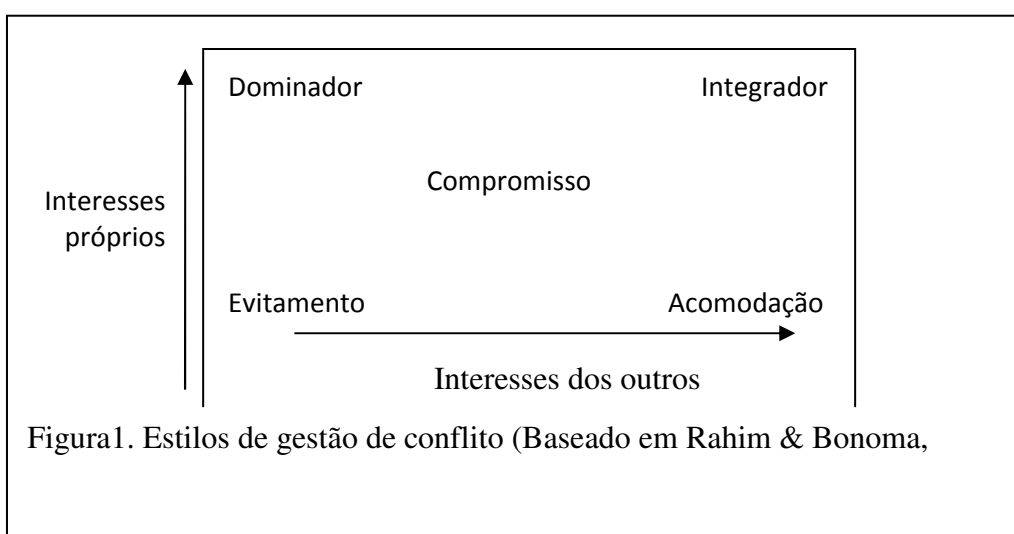 Dominador
Integrador
Compromisso
Interesses
próprios
Evitamento
Acomodação
Interesses dos outros
Figura1. Estilos de gestão de conflito (Baseado em Rahim & Bonoma,